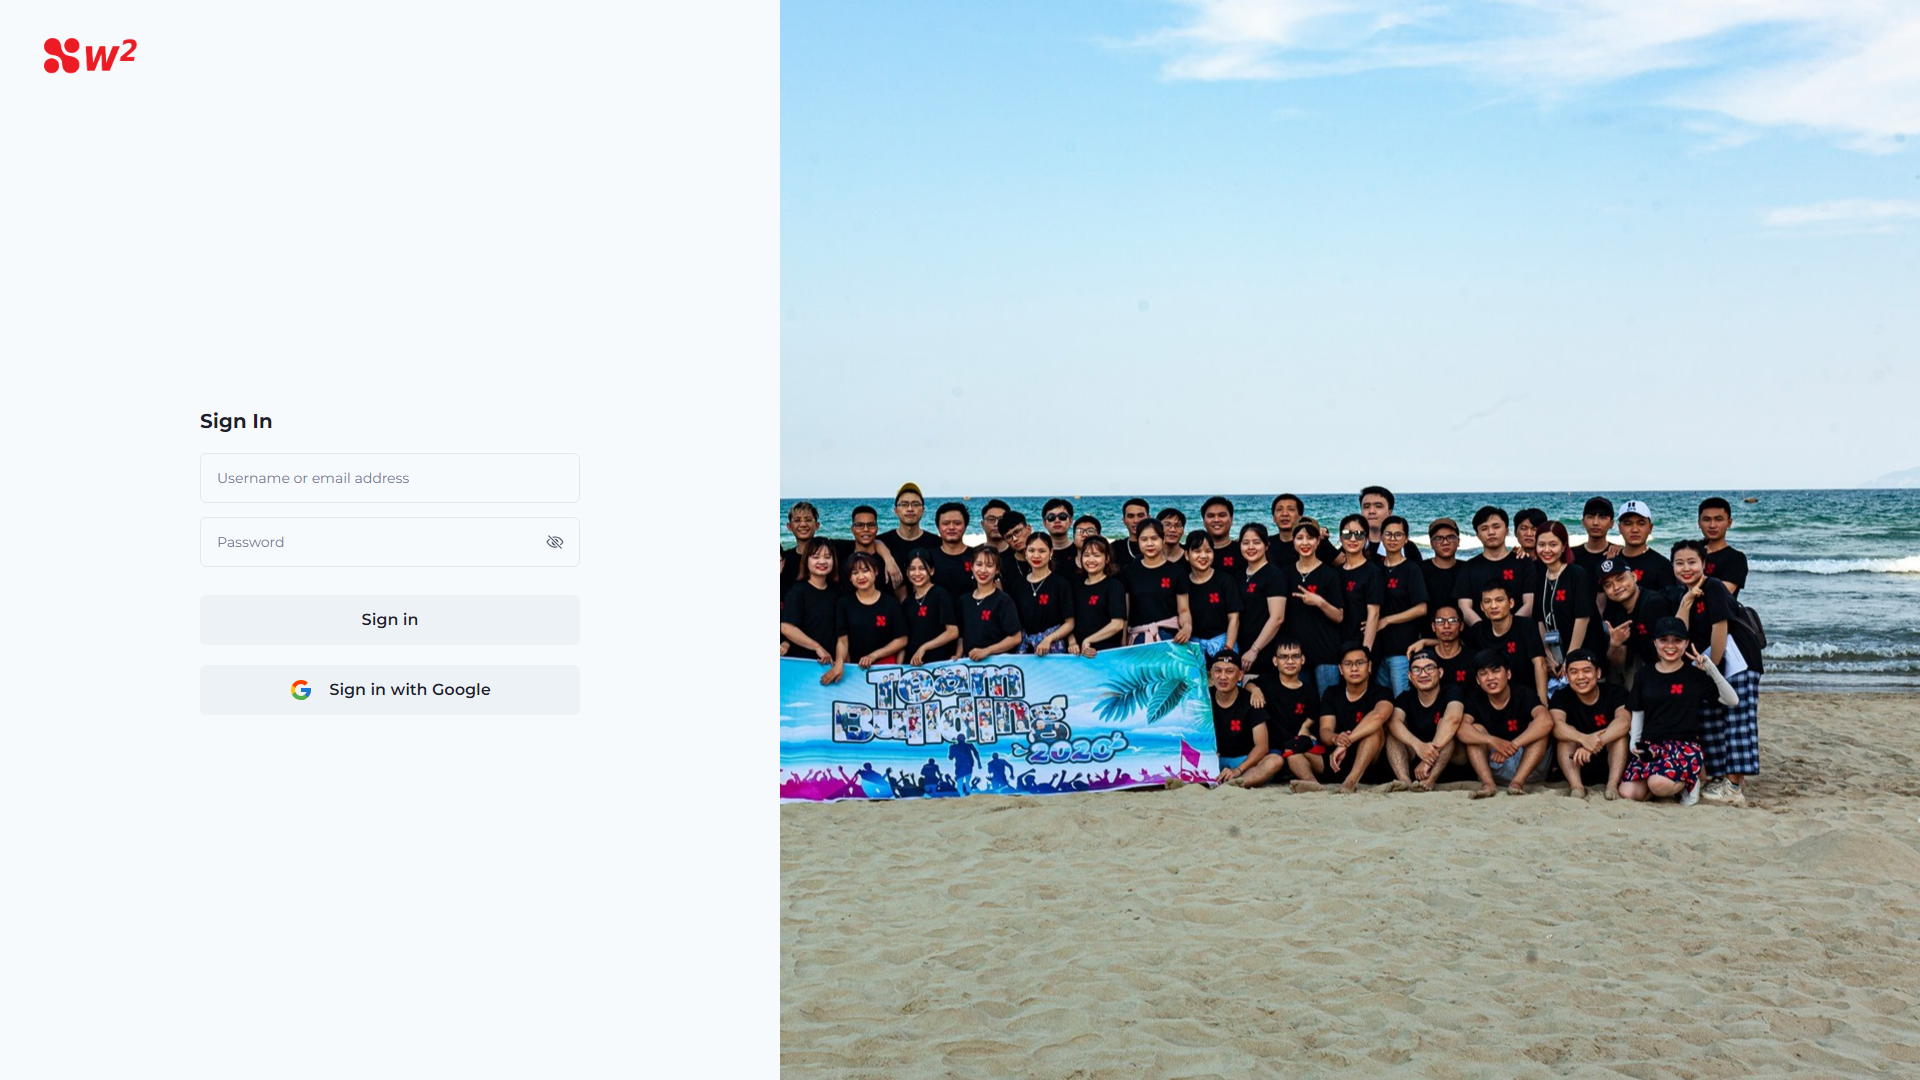 w²
Sign In
Username or email address
Password
Sign in
Sign in with Google
Team
Building
2020